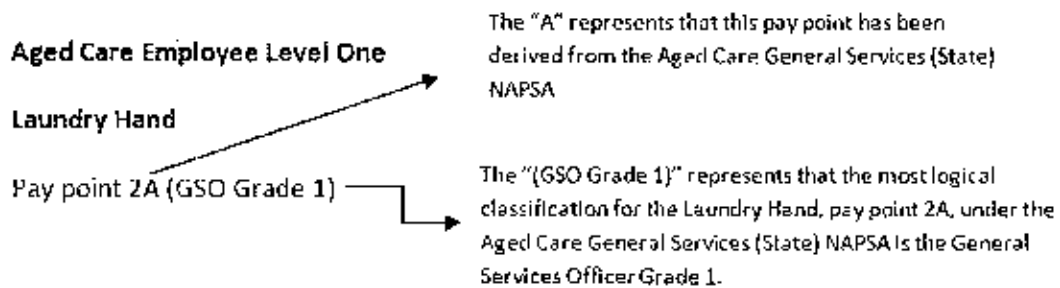 Aged Care Employee Level One
Laundry Hand
Pay point 2A (GSO Grade 1)
The “A” represents that this pay point has been
derived from the Aged Care General Services (State)
NAPSA
The “(GSO Grade 1)” represents that the most logical
classification for the Laundry Hand, pay point 2A, under the
Aged Care General Services (State) NAPSA is the General
Services Officer Grade 1.